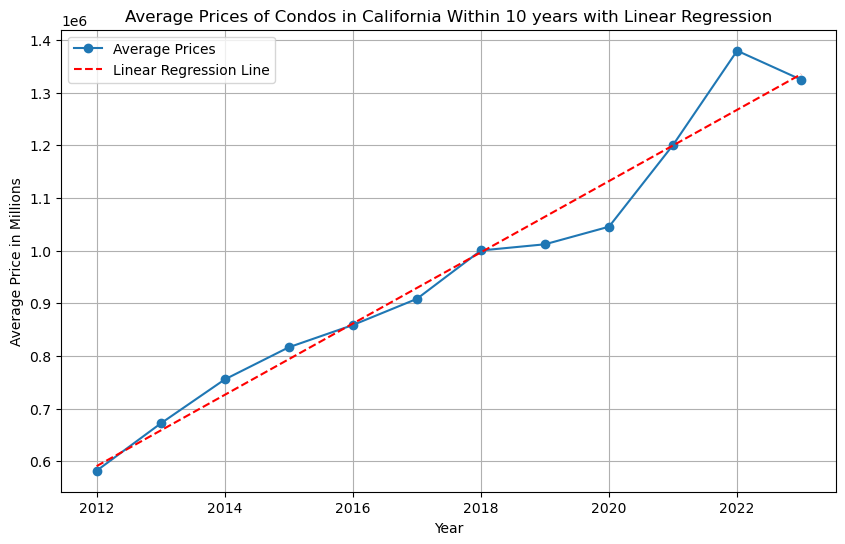 Average Prices of Condos in California Within 10 years with Linear Regression
1e6
Average Prices
Linear Regression Line
1.4
1.3
1.2
1.1
1.0
0.9
0.8
0.7
0.6
Average Price in Millions
2012 2014 2016 2018 2020 2022
Year